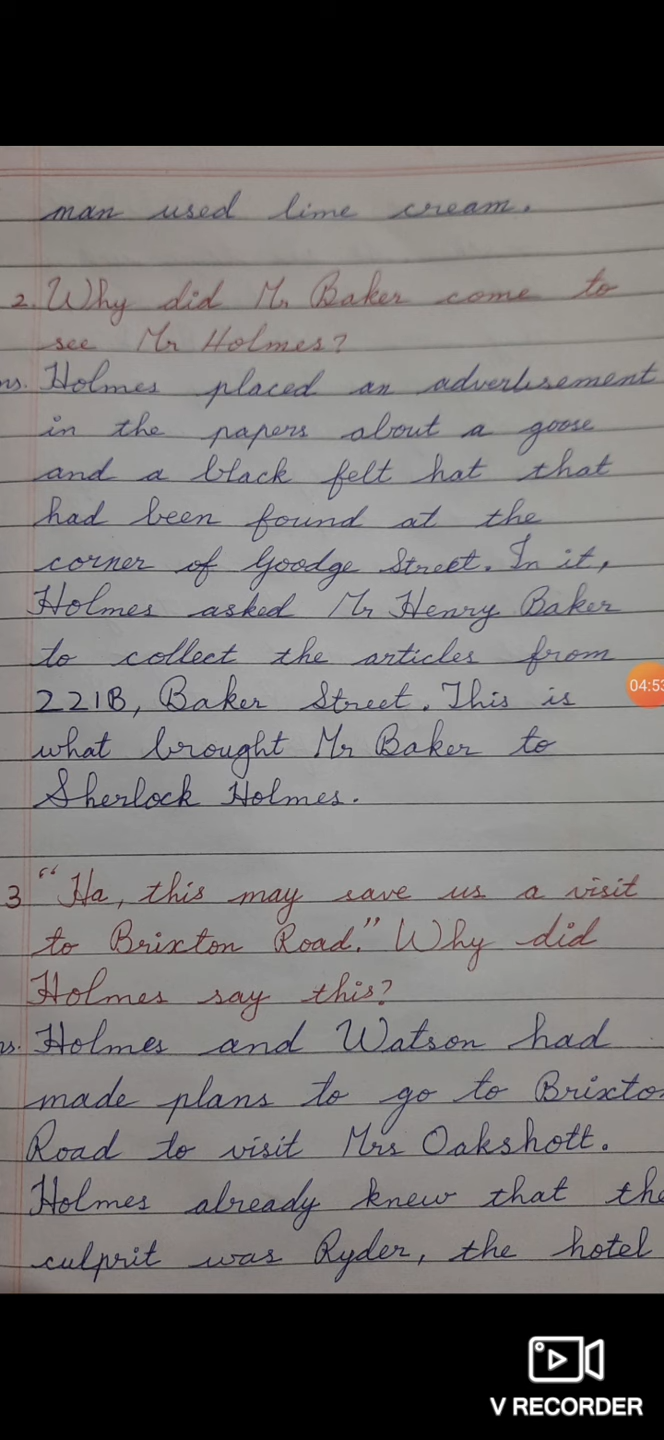 man used lime cream.
2. Why did Mr Baker come to
see Mr Holmes?
ns. Holmes placed an advertisement
in the papers about a goose
and a black felt hat that
had been found at the
corner of Goodge Street. In it,
Holmes asked Mr Henry Baker
to collect the articles from
221B, Baker Street. This is
what brought Mr Baker to
Sherlock Holmes.
04:53
3 "Ha, this may save us a visit
to Brixton Road." Why did
Holmes say this?
ns. Holmes and Watson had
made plans to go to Brixto
Road to visit Mrs Oakshott.
Holmes already knew that the
culprit was Ryder, the hotel
V RECORDER